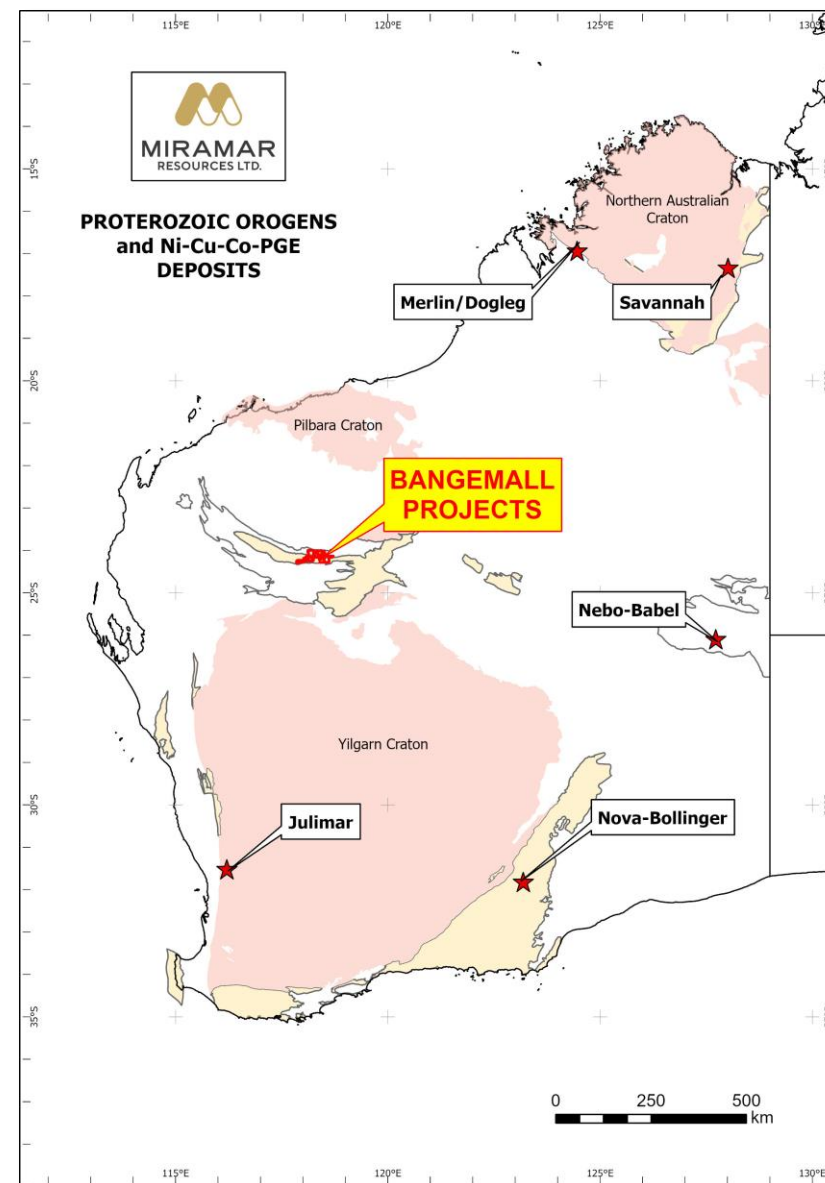 115°E
120°E
125°E
130°E
MIRAMAR
RESOURCES LTD.
PROTEROZOIC OROGENS
and Ni-Cu-Co-PGE
DEPOSITS
15°S
Northern Australian
Craton
Merlin/Dogleg
Savannah
20°S
Pilbara Craton
BANGEMALL
PROJECTS
25°S
Nebo-Babel
Yilgarn Craton
30°S
Julimar
Nova-Bollinger
35°S
0 250 500
km
115°E
120°E
125°E
130°E